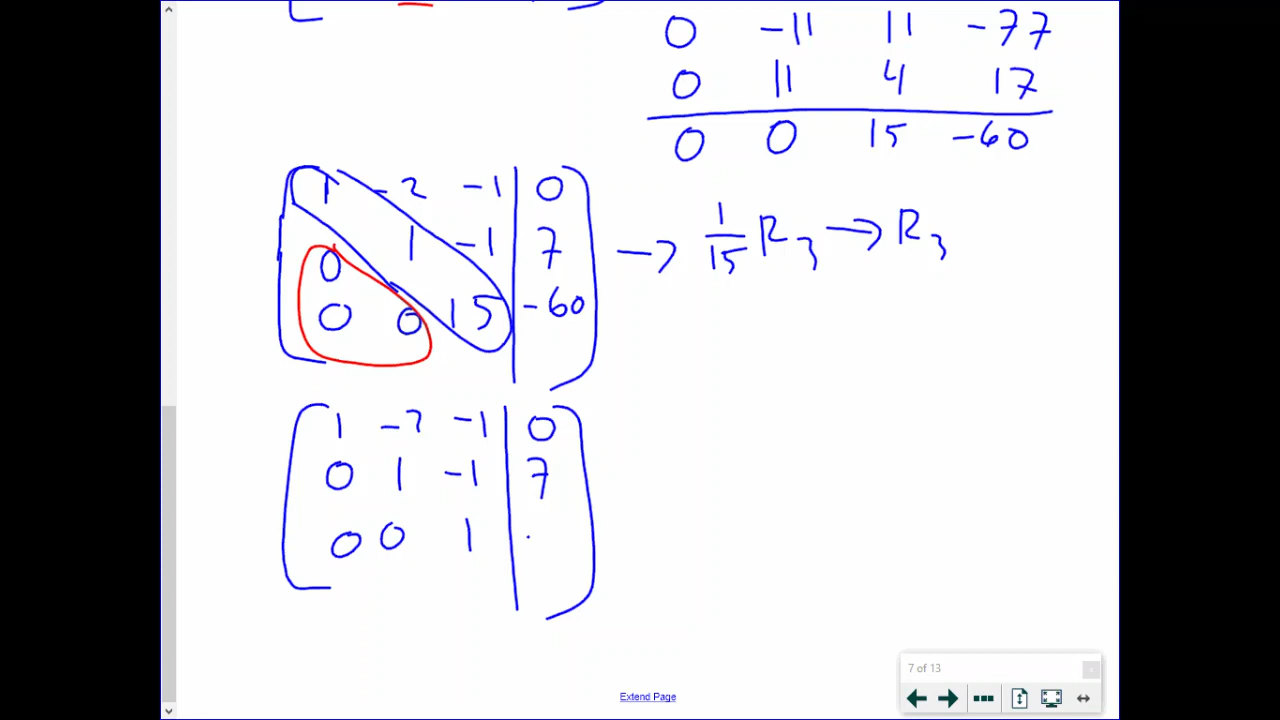 0 -11 11 -77
0 11 4 17
0 0 15 -60
1 -2 -1 0
0 1 -1 7
0 0 15 -60
→ 1/15 R₃ → R₃
1 -2 -1 0
0 1 -1 7
0 0 1
7 of 13
Extend Page